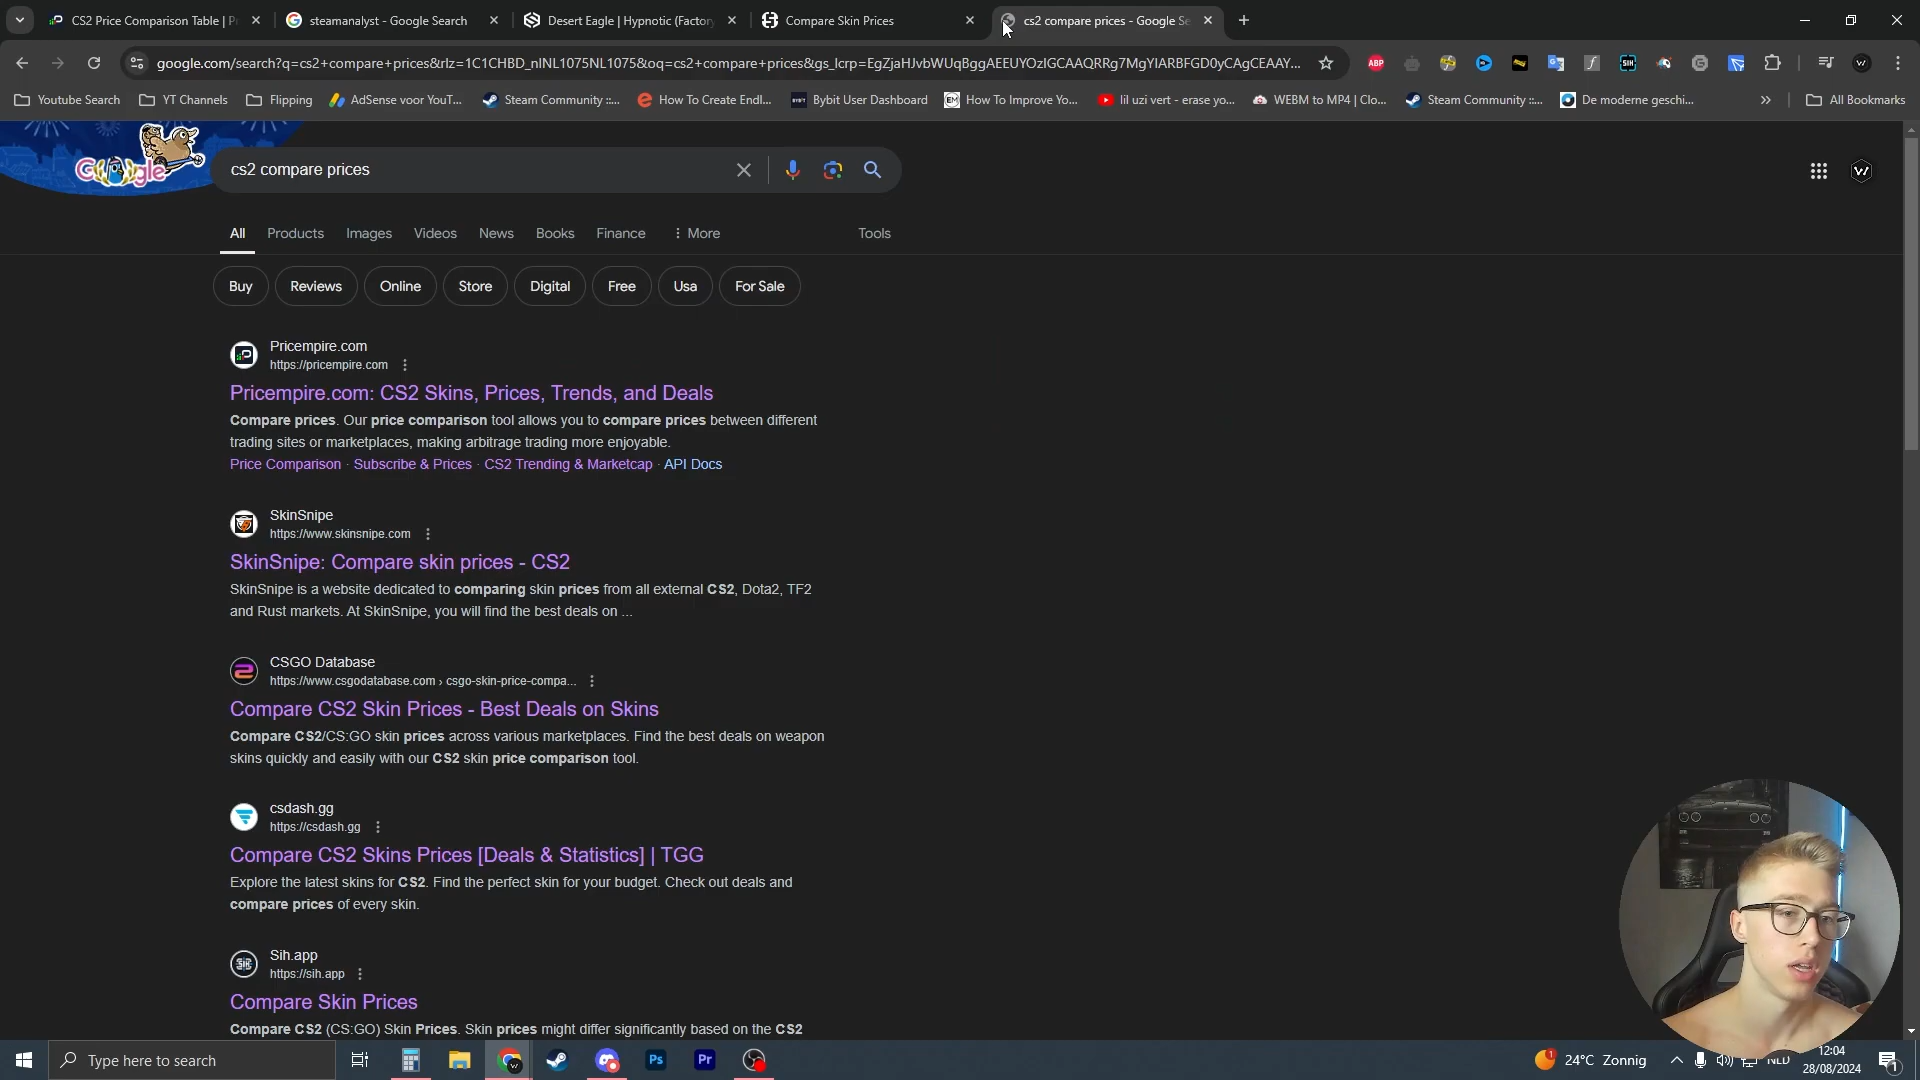 CS2 Price Comparison Table | P
steamanalyst - Google Search
Desert Eagle | Hypnotic (Factory
Compare Skin Prices
cs2 compare prices - Google Se
google.com/search?q=cs2+compare+prices&rlz=1C1CHBD_nlNL1075NL1075&oq=cs2+compare+prices&gs_lcrp=EgZjaHJvbWUqBggAEEUYOzIGCAAQRRg7MgYIARBFGD0yCAgCEAAY...
Youtube Search
YT Channels
Flipping
AdSense voor YouT...
Steam Community ::...
How To Create Endl...
Bybit User Dashboard
How To Improve Yo...
lil uzi vert - erase yo...
WEBM to MP4 | Clo...
Steam Community ::...
De moderne geschi...
All Bookmarks
Google
cs2 compare prices
All
Products
Images
Videos
News
Books
Finance
More
Tools
Buy
Reviews
Online
Store
Digital
Free
Usa
For Sale
Pricempire.com
https://pricempire.com
Pricempire.com: CS2 Skins, Prices, Trends, and Deals
Compare prices. Our price comparison tool allows you to compare prices between different
trading sites or marketplaces, making arbitrage trading more enjoyable.
Price Comparison · Subscribe & Prices · CS2 Trending & Marketcap · API Docs
SkinSnipe
https://www.skinsnipe.com
SkinSnipe: Compare skin prices - CS2
SkinSnipe is a website dedicated to comparing skin prices from all external CS2, Dota2, TF2
and Rust markets. At SkinSnipe, you will find the best deals on ...
CSGO Database
https://www.csgodatabase.com › csgo-skin-price-compa...
Compare CS2 Skin Prices - Best Deals on Skins
Compare CS2/CS:GO skin prices across various marketplaces. Find the best deals on weapon
skins quickly and easily with our CS2 skin price comparison tool.
csdash.gg
https://csdash.gg
Compare CS2 Skins Prices [Deals & Statistics] | TGG
Explore the latest skins for CS2. Find the perfect skin for your budget. Check out deals and
compare prices of every skin.
Sih.app
https://sih.app
Compare Skin Prices
Compare CS2 (CS:GO) Skin Prices. Skin prices might differ significantly based on the CS2
Type here to search
Ps
Pr
24°C Zonnig
NLD
12:04
28/08/2024